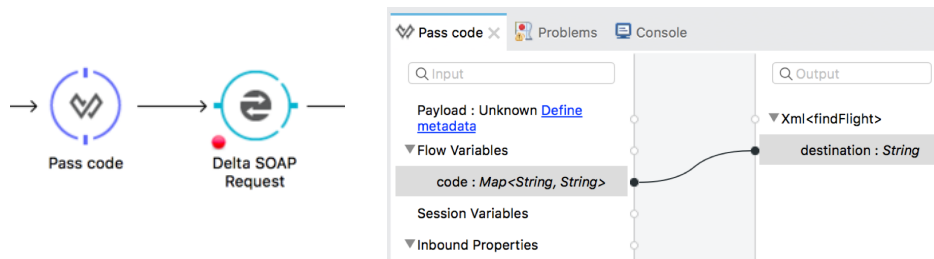 Pass code
Delta SOAP
Request
Pass code
Problems
Console
Input
Payload : Unknown Define
metadata
Flow Variables
code : Map<String, String>
Session Variables
Inbound Properties
Output
Xml<findFlight>
destination : String